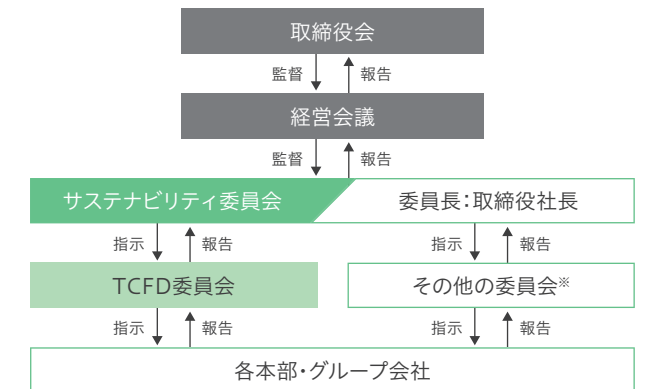 取締役会
監督 報告
経営会議
監督 報告
サステナビリティ委員会 委員長：取締役社長
指示 報告 指示 報告
TCFD委員会 その他の委員会※
指示 報告 指示 報告
各本部・グループ会社